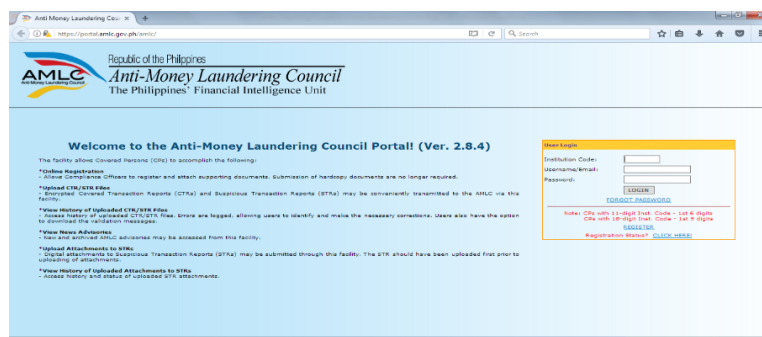 Anti Money Laundering Coun
https://portal.amlc.gov.ph/amlc/
Search
AMLC
Anti-Money Laundering Council
Republic of the Philippines
Anti-Money Laundering Council
The Philippines' Financial Intelligence Unit
Welcome to the Anti-Money Laundering Council Portal! (Ver. 2.8.4)
The facility allows Covered Persons (CPs) to accomplish the following:
*Online Registration
- Allows Compliance Officers to register and attach supporting documents. Submission of hardcopy documents are no longer required.
*Upload CTR/STR Files
- Encrypted Covered Transaction Reports (CTRs) and Suspicious Transaction Reports (STRs) may be conveniently transmitted to the AMLC via this
facility.
*View History of Uploaded CTR/STR Files
- Access history of uploaded CTR/STR files. Errors are logged, allowing users to identify and make the necessary corrections. Users also have the option
to download the validation messages.
*View News Advisories
- New and archived AMLC advisories may be accessed from this facility.
*Upload Attachments to STRs
- Digital attachments to Suspicious Transaction Reports (STRs) may be submitted through this facility. The STR should have been uploaded first prior to
uploading of attachments.
*View History of Uploaded Attachments to STRs
- Access history and status of uploaded STR attachments.
User Login
Institution Code:
Username/Email:
Password:
LOGIN
FORGOT PASSWORD
Note: CPs with 11-digit Inst. Code - 1st 6 digits
CPs with 18-digit Inst. Code - 1st 9 digits
REGISTER
Registration Status? CLICK HERE!